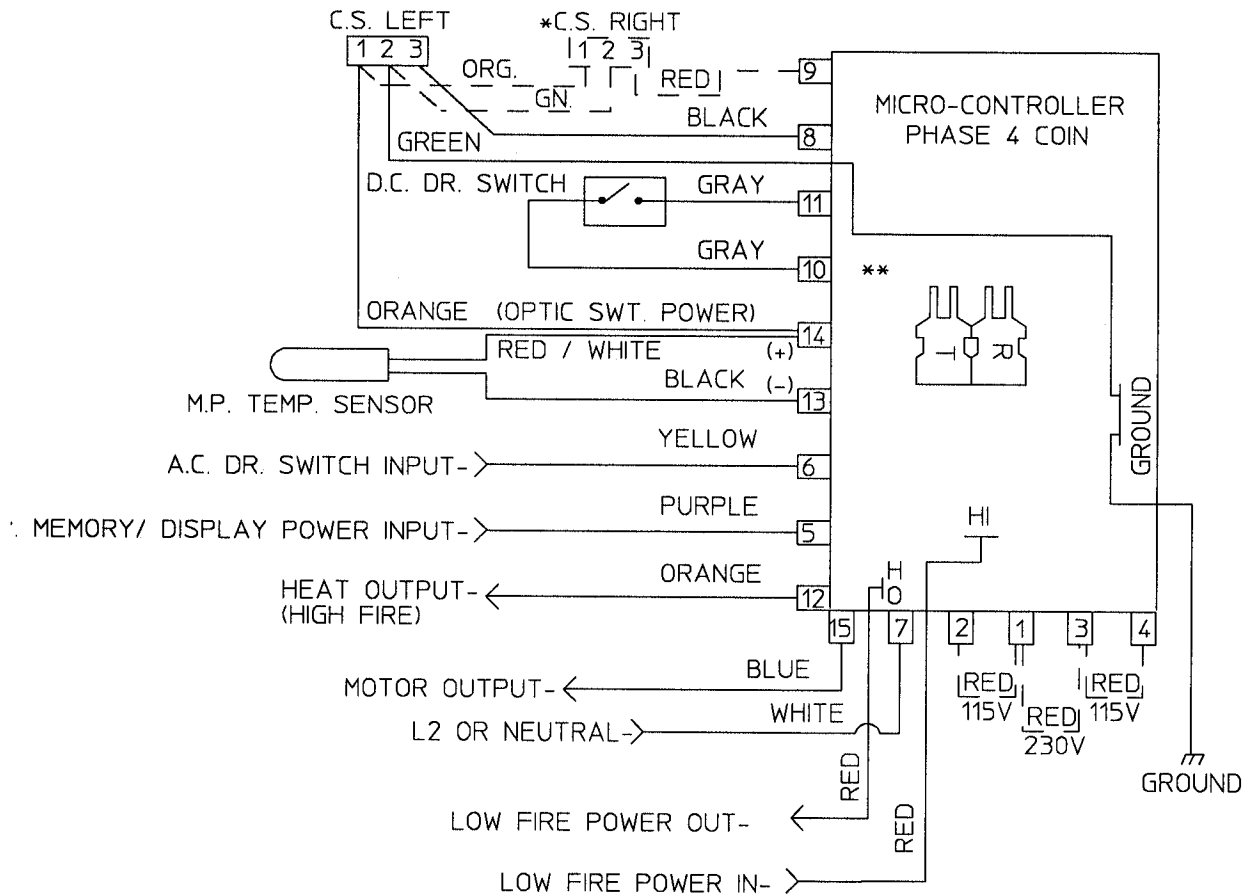 C.S. LEFT
*C.S. RIGHT
1 2 3
1 2 3
ORG.
RED
9
GN.
BLACK
8
MICRO-CONTROLLER
PHASE 4 COIN
GREEN
D.C. DR. SWITCH
GRAY
11
GRAY
10
**
ORANGE (OPTIC SWT. POWER)
14
RED / WHITE (+)
T R
BLACK (-)
13
M.P. TEMP. SENSOR
GROUND
YELLOW
A.C. DR. SWITCH INPUT-
6
PURPLE
MEMORY/ DISPLAY POWER INPUT-
5
HI
ORANGE
HEAT OUTPUT-
(HIGH FIRE)
12
HO
15 7 2 1 3 4
BLUE
MOTOR OUTPUT-
RED
115V
RED
115V
WHITE
L2 OR NEUTRAL-
RED
230V
GROUND
RED
LOW FIRE POWER OUT-
RED
LOW FIRE POWER IN-